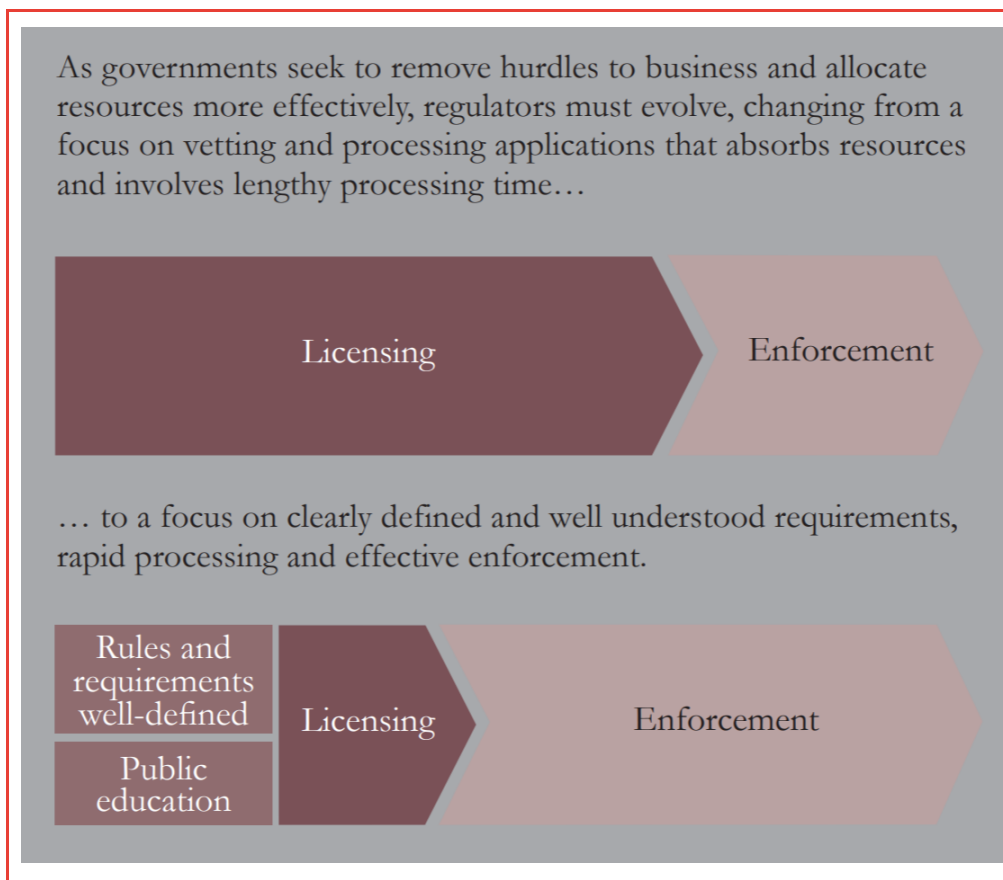 As governments seek to remove hurdles to business and allocate
resources more effectively, regulators must evolve, changing from a
focus on vetting and processing applications that absorbs resources
and involves lengthy processing time…
Licensing
Enforcement
… to a focus on clearly defined and well understood requirements,
rapid processing and effective enforcement.
Rules and
requirements
well-defined
Public
education
Licensing
Enforcement